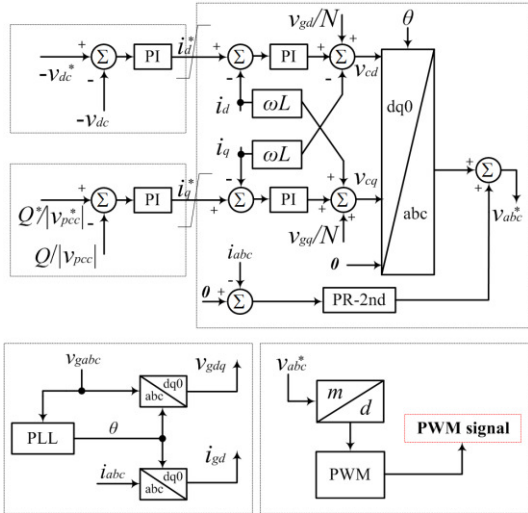 v_gd/N
θ
i_d^*
+
Σ
PI
+
Σ
PI
+
+
Σ
-v_dc^*
-
-
-
v_cd
-v_dc
i_d
ωL
dq0
i_q
ωL
+
Σ
v_abc^*
+
i_q^*
-
+
v_cq
+
Σ
PI
+
Σ
PI
+
Σ
+
abc
Q^*/|v_pcc^*|
-
v_gq/N
Q/|v_pcc|
i_abc
0
-
0
+
Σ
PR-2nd
v_gabc
v_gdq
abc
dq0
PLL
θ
i_abc
abc
dq0
i_gd
v_abc^*
m
d
PWM signal
PWM